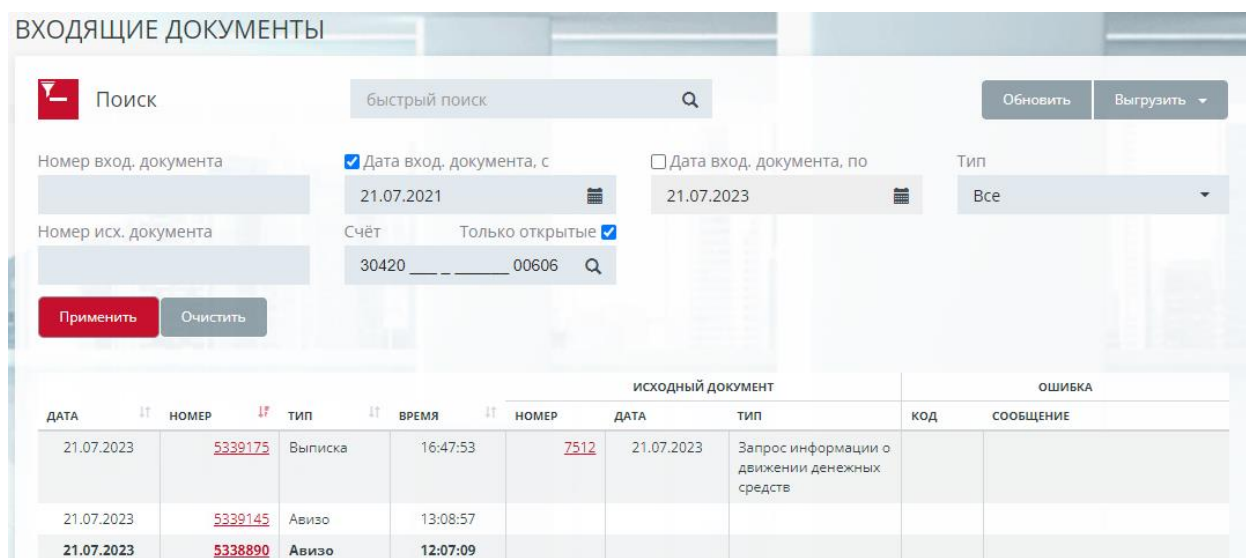 ВХОДЯЩИЕ ДОКУМЕНТЫ
Поиск
быстрый поиск
Обновить
Выгрузить
Номер вход. документа
Дата вход. документа, с
Дата вход. документа, по
Тип
21.07.2021
21.07.2023
Все
Номер исх. документа
Счёт
Только открытые
30420 ___ _ ______ 00606
Применить
Очистить
ИСХОДНЫЙ ДОКУМЕНТ
ОШИБКА
ДАТА НОМЕР ТИП ВРЕМЯ НОМЕР ДАТА ТИП КОД СООБЩЕНИЕ
21.07.2023 5339175 Выписка 16:47:53 7512 21.07.2023 Запрос информации о
движении денежных
средств
21.07.2023 5339145 Авизо 13:08:57
21.07.2023 5338890 Авизо 12:07:09